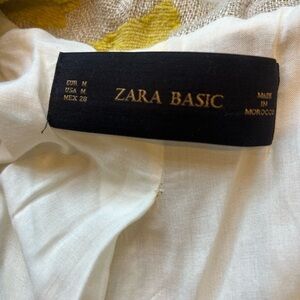 EUR M
USA M
MEX 28
ZARA BASIC
MADE
IN
MOROCCO